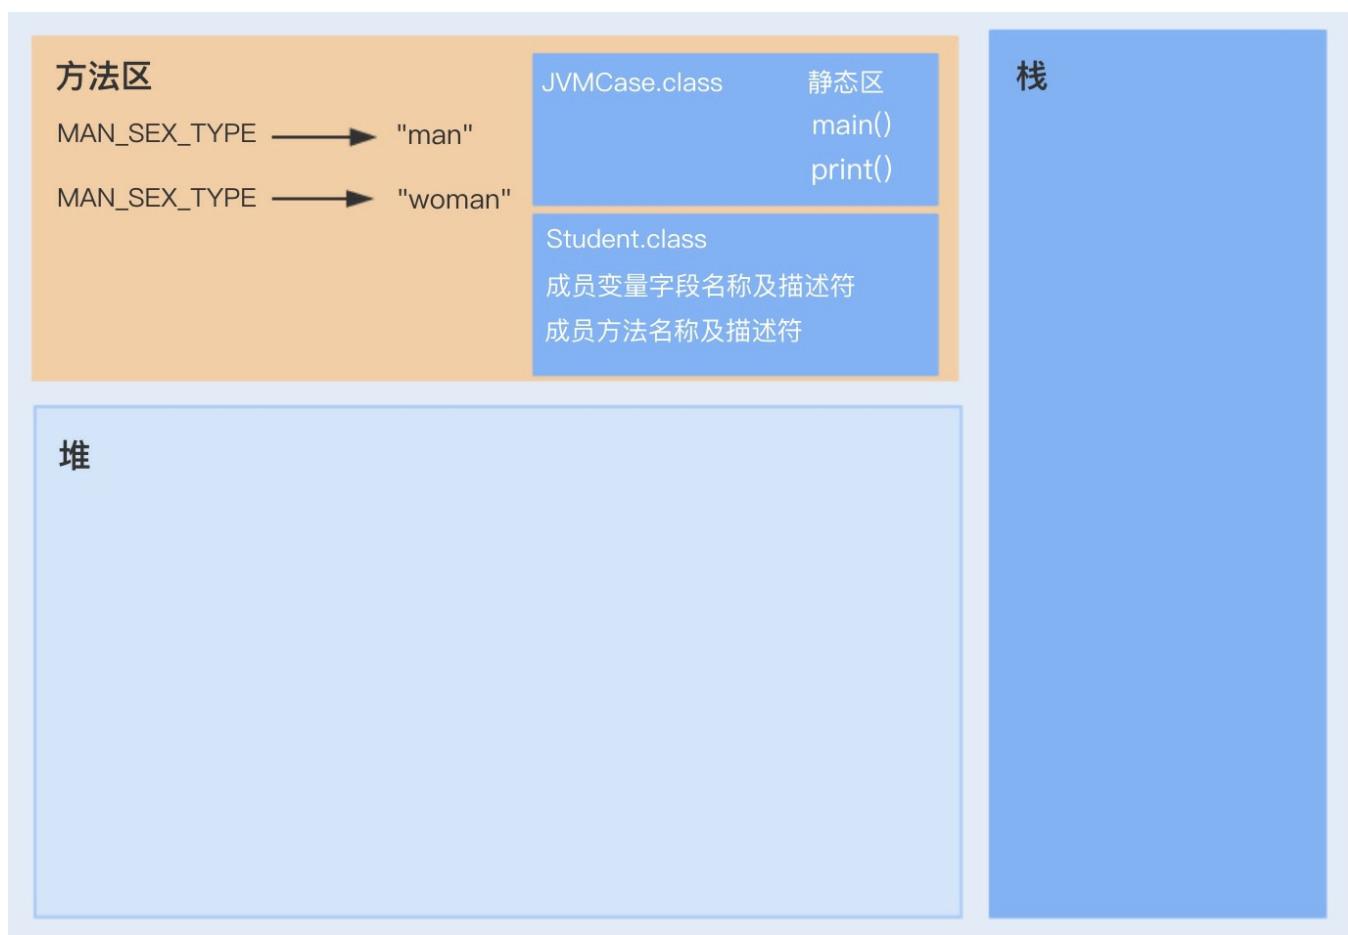 方法区
MAN_SEX_TYPE "man"
MAN_SEX_TYPE "woman"
JVMCase.class 静态区
main()
print()
Student.class
成员变量字段名称及描述符
成员方法名称及描述符
堆
栈